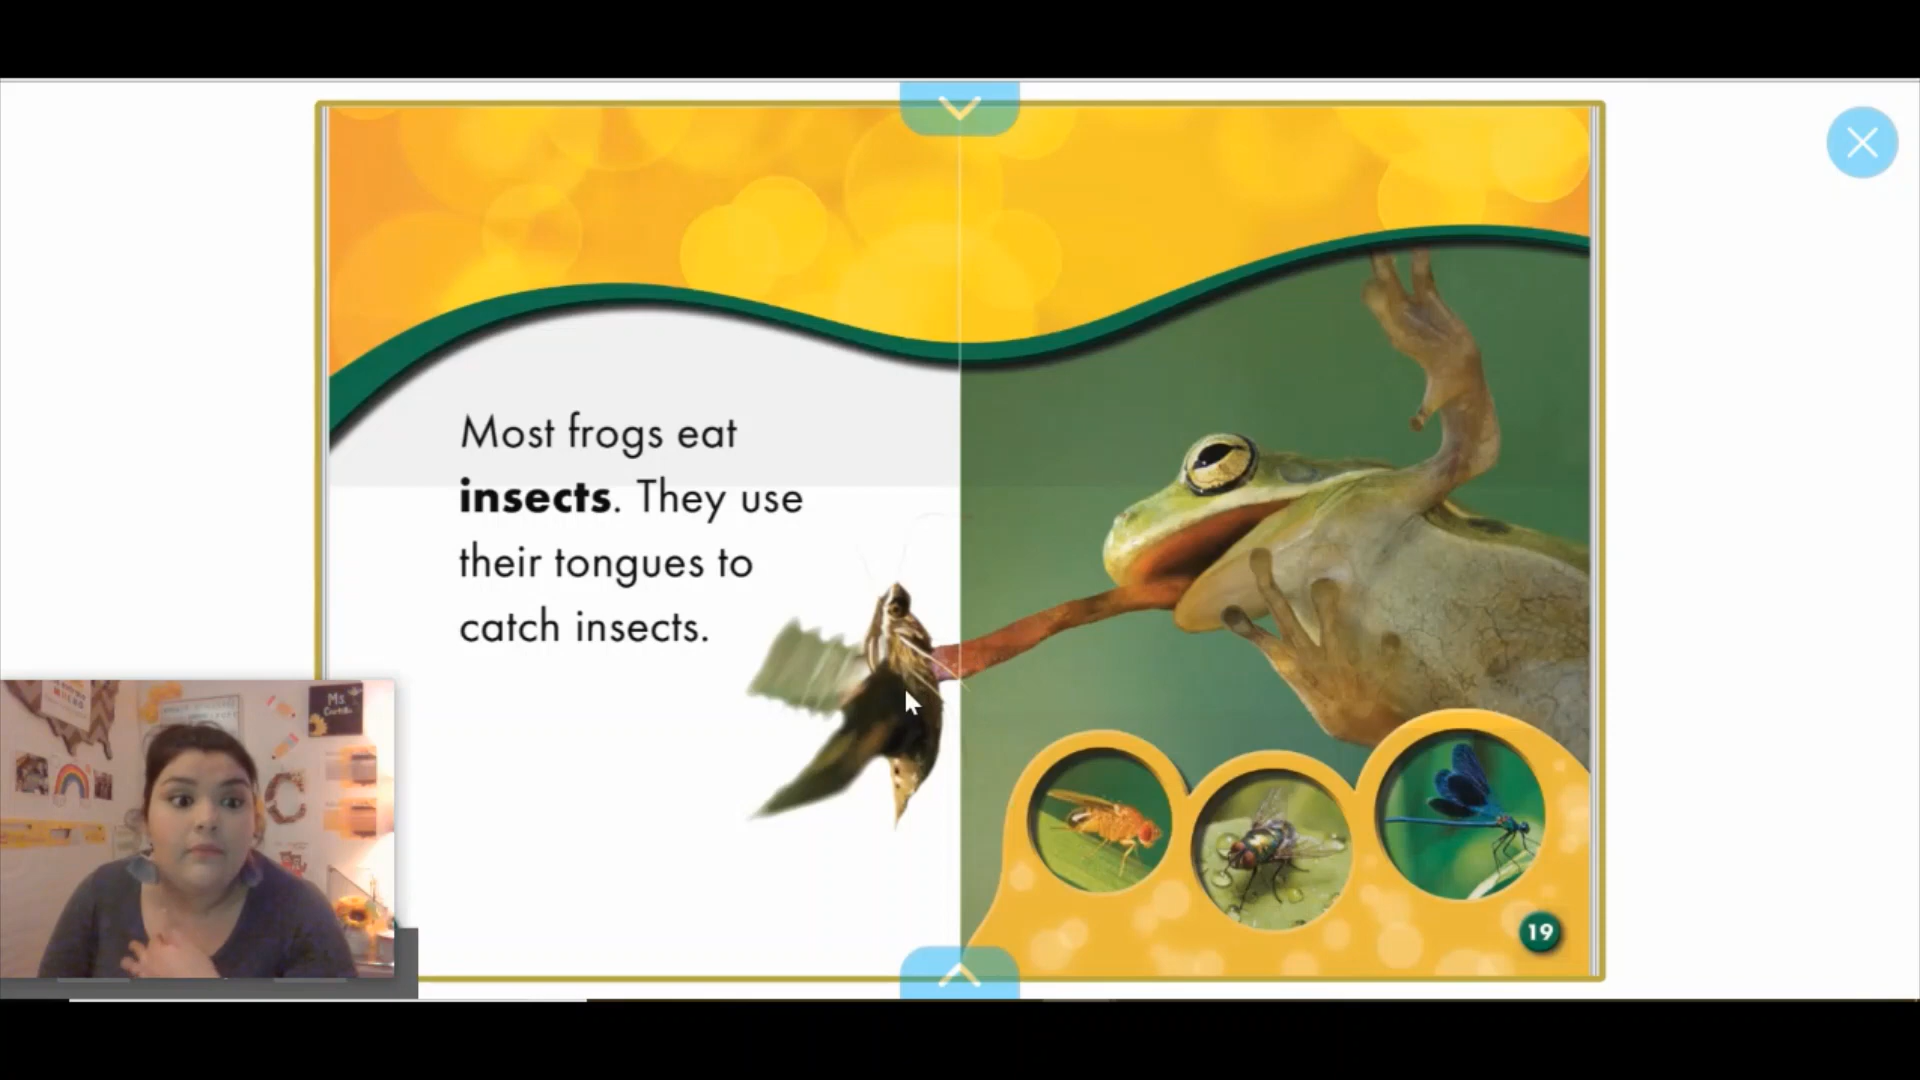 Most frogs eat
insects. They use
their tongues to
catch insects.
19
Ms.